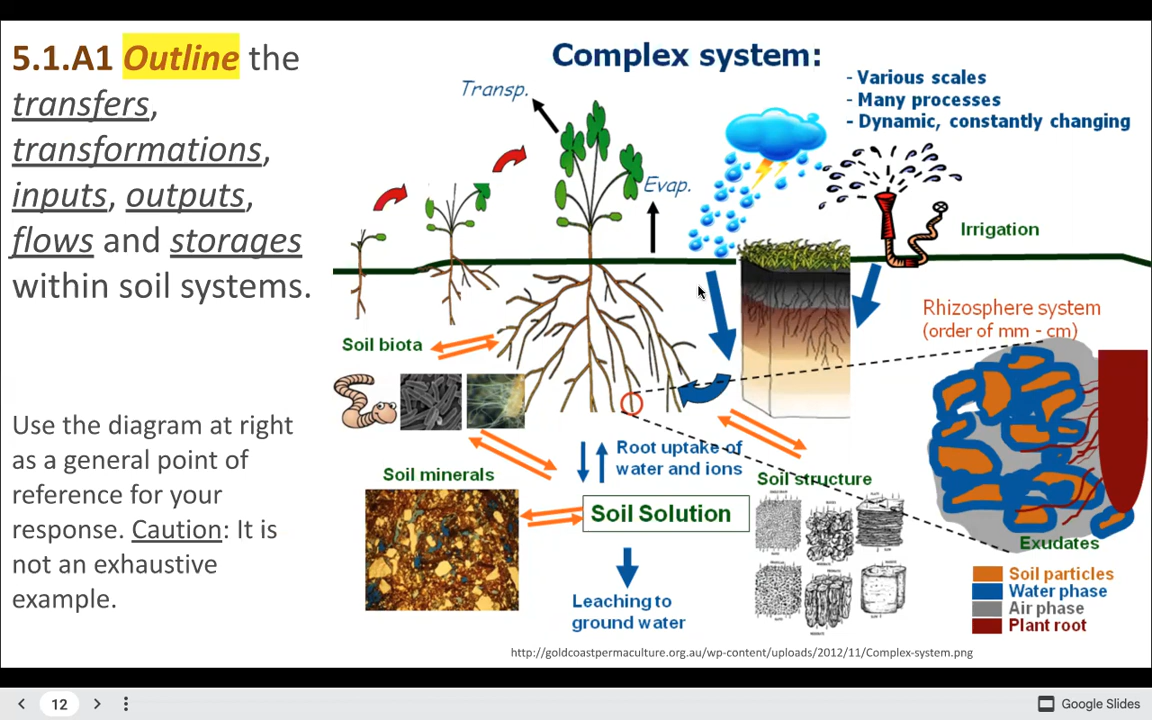 5.1.A1 Outline the
transfers,
transformations,
inputs, outputs,
flows and storages
within soil systems.
Use the diagram at right
as a general point of
reference for your
response. Caution: It is
not an exhaustive
example.
Complex system:
- Various scales
- Many processes
- Dynamic, constantly changing
Transp.
Evap.
Irrigation
Rhizosphere system
(order of mm - cm)
Soil biota
Root uptake of
water and ions
Soil minerals
Soil structure
Soil Solution
Leaching to
ground water
Exudates
Soil particles
Water phase
Air phase
Plant root
http://goldcoastpermaculture.org.au/wp-content/uploads/2012/11/Complex-system.png
12
Google Slides